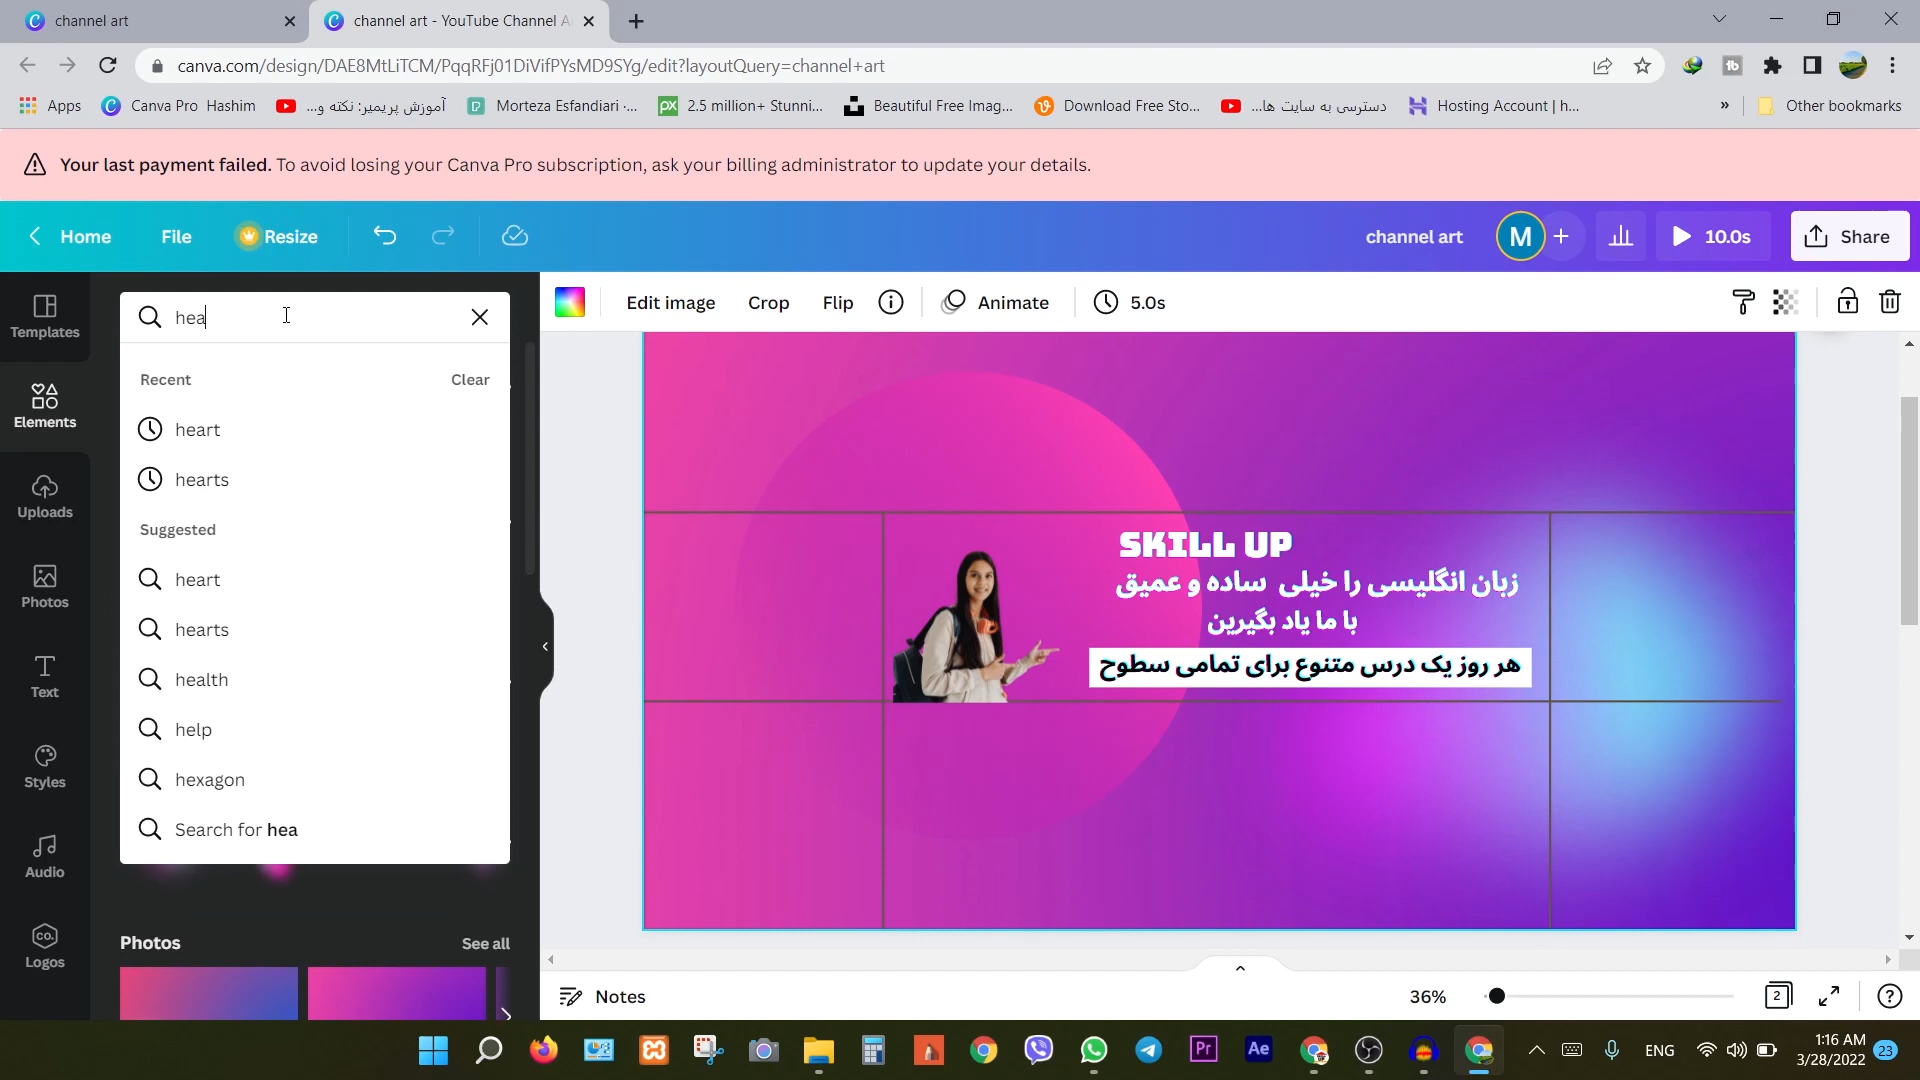 channel art
channel art - YouTube Channel A
canva.com/design/DAE8MtLiTCM/PqqRFj01DiVifPYsMD9SYg/edit?layoutQuery=channel+art
Apps
Canva Pro Hashim
آموزش پریمیر: نکته و...
Morteza Esfandiari ·...
2.5 million+ Stunni...
Beautiful Free Imag...
Download Free Sto...
دسترسی به سایت ها...
Hosting Account | h...
»
Other bookmarks
Your last payment failed. To avoid losing your Canva Pro subscription, ask your billing administrator to update your details.
Home
File
Resize
channel art
M
+
10.0s
Share
Templates
Elements
Uploads
Photos
Text
Styles
Audio
CO.
Logos
hea
Recent
Clear
heart
hearts
Suggested
heart
hearts
health
help
hexagon
Search for hea
Photos
See all
Edit image
Crop
Flip
Animate
5.0s
SKILL UP
زبان انگلیسی را خیلی ساده و عمیق
با ما یاد بگیرین
هر روز یک درس متنوع برای تمامی سطوح
Notes
36%
2
Pr
Ae
ENG
1:16 AM
3/28/2022
23